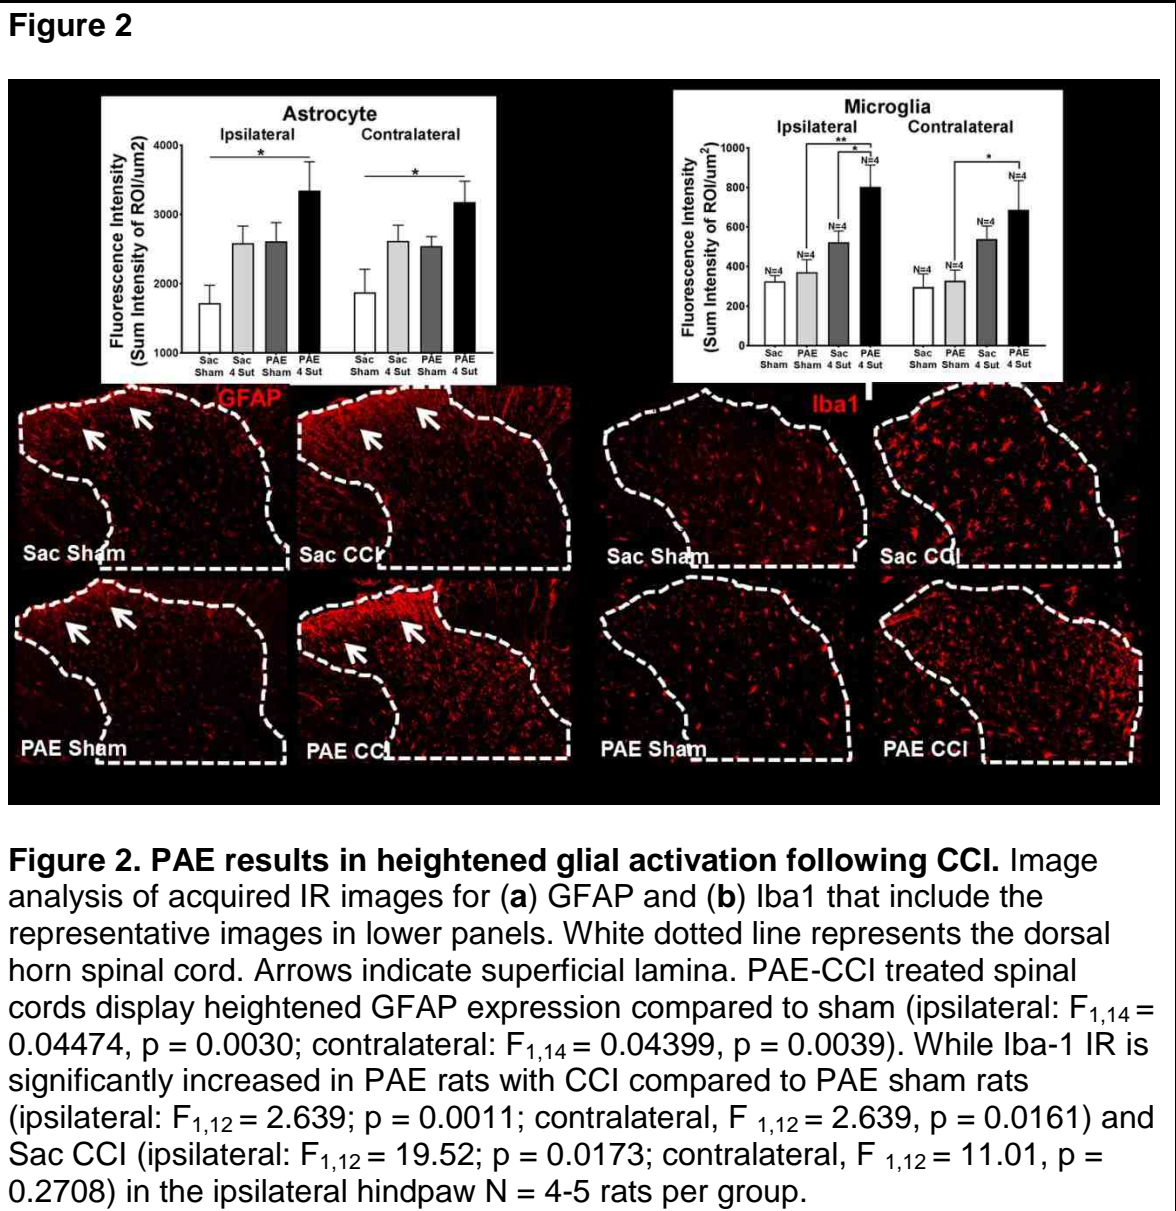 Figure 2
Astrocyte
Ipsilateral Contralateral
Fluorescence Intensity
(Sum Intensity of ROI/um2)
4000
3000
2000
1000
*
*
Sac Sham
Sac 4 Sut
PAE Sham
PAE 4 Sut
Sac Sham
Sac 4 Sut
PAE Sham
PAE 4 Sut
Microglia
Ipsilateral Contralateral
Fluorescence Intensity
(Sum Intensity of ROI/um²)
1000
800
600
400
200
0
**
*
*
N=4
N=4
N=4
N=4
N=4
N=4
N=4
N=4
Sac Sham
PAE Sham
Sac 4 Sut
PAE 4 Sut
Sac Sham
PAE Sham
Sac 4 Sut
PAE 4 Sut
GFAP
Iba1
Sac Sham
Sac CCI
Sac Sham
Sac CCI
PAE Sham
PAE CCI
PAE Sham
PAE CCI
Figure 2. PAE results in heightened glial activation following CCI. Image
analysis of acquired IR images for (a) GFAP and (b) Iba1 that include the
representative images in lower panels. White dotted line represents the dorsal
horn spinal cord. Arrows indicate superficial lamina. PAE-CCI treated spinal
cords display heightened GFAP expression compared to sham (ipsilateral: F1,14 =
0.04474, p = 0.0030; contralateral: F1,14 = 0.04399, p = 0.0039). While Iba-1 IR is
significantly increased in PAE rats with CCI compared to PAE sham rats
(ipsilateral: F1,12 = 2.639; p = 0.0011; contralateral, F 1,12 = 2.639, p = 0.0161) and
Sac CCI (ipsilateral: F1,12 = 19.52; p = 0.0173; contralateral, F 1,12 = 11.01, p =
0.2708) in the ipsilateral hindpaw N = 4-5 rats per group.